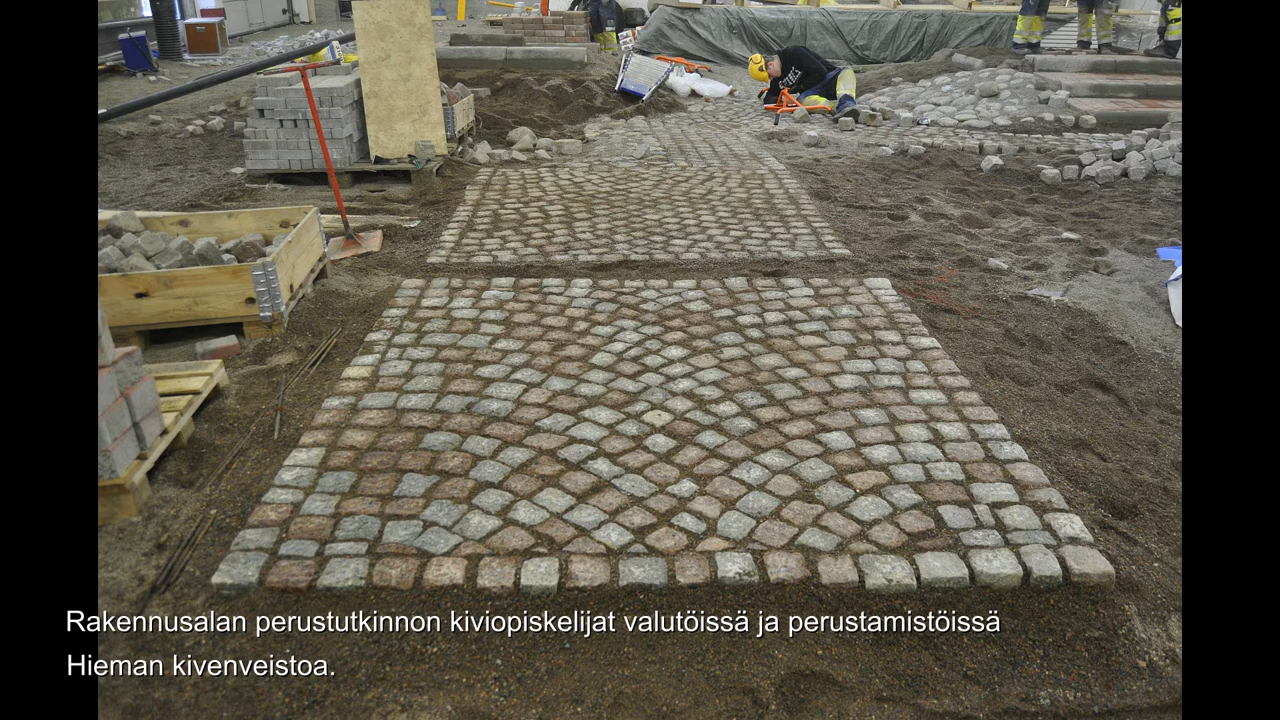 Rakennusalan perustutkinnon kiviopiskelijat valutöissä ja perustamistöissä
Hieman kivenveistoa.